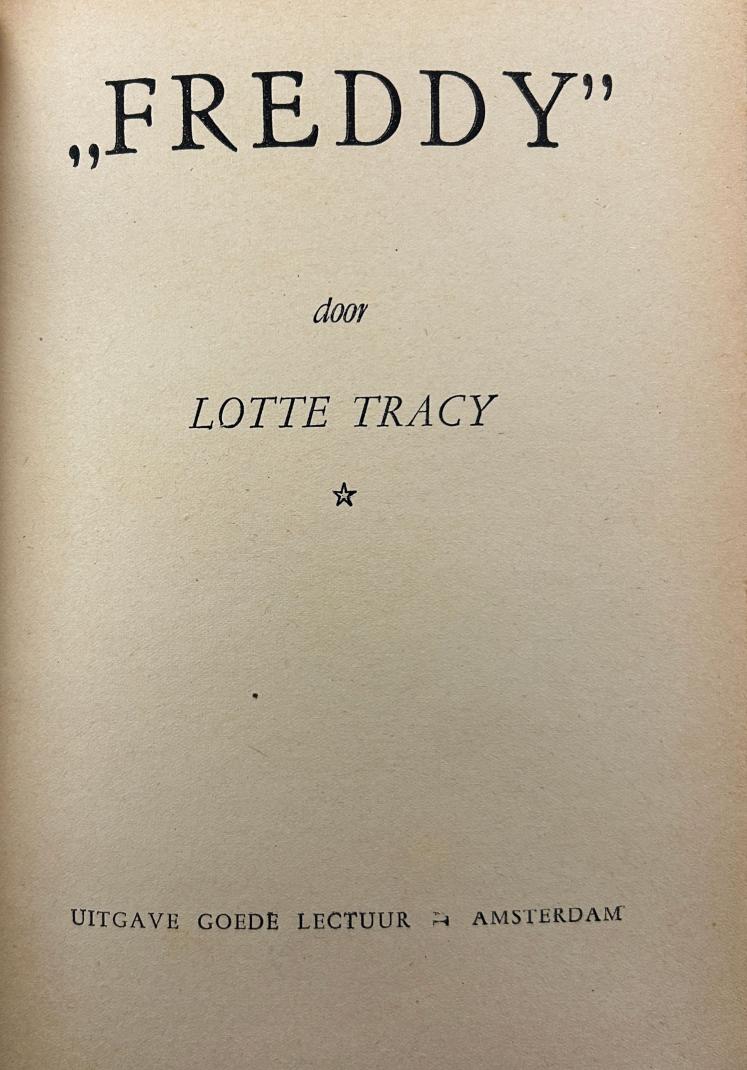 „FREDDY”
door
LOTTE TRACY
UITGAVE GOEDE LECTUUR AMSTERDAM